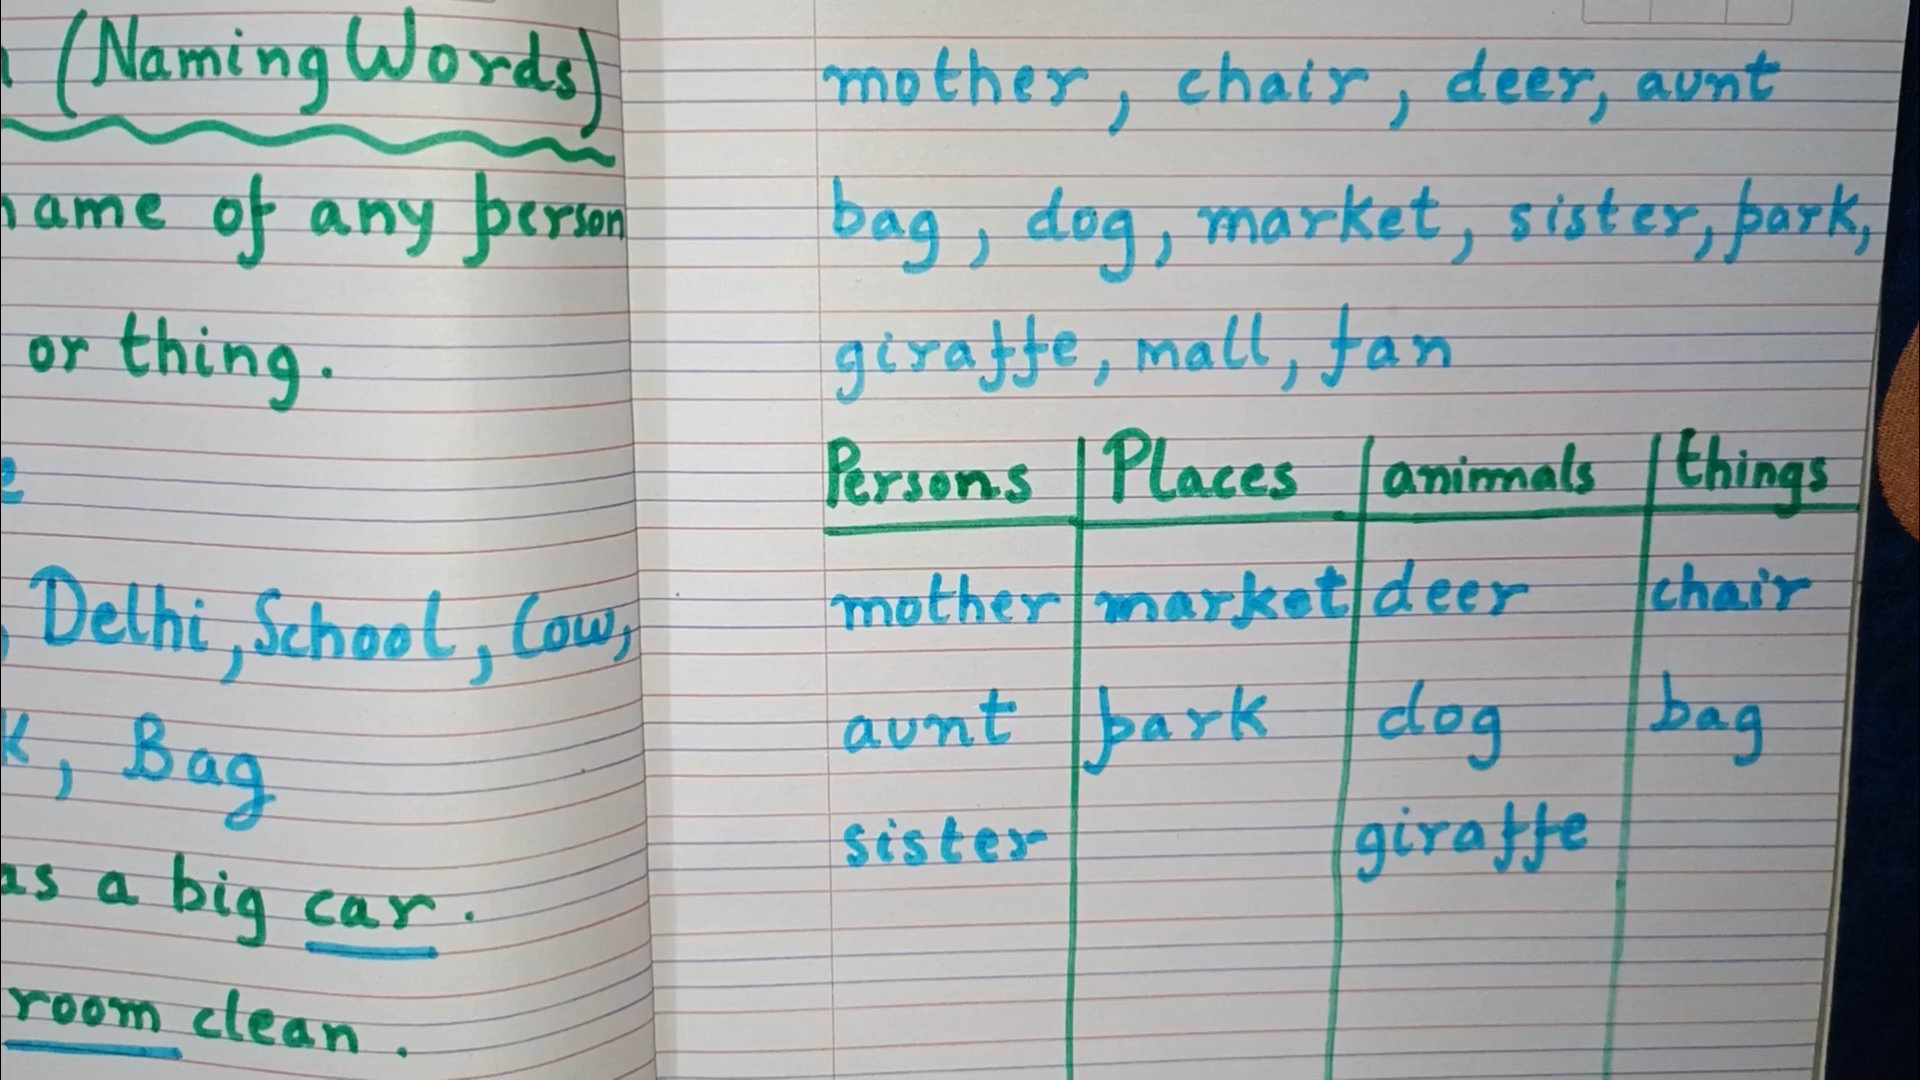 (Naming Words)
ame of any person
or thing.
Delhi, School, Cow,
K, Bag
as a big car.
room clean.
mother, chair, deer, aunt
bag, dog, market, sister, park,
giraffe, mall, fan
Persons Places animals things
mother market deer chair
aunt park dog bag
sister giraffe